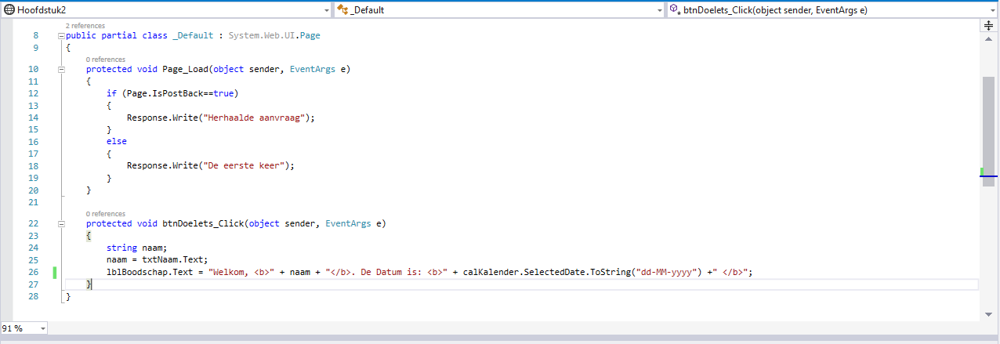 Hoofdstuk2 _Default btnDoelets_Click(object sender, EventArgs e)
2 references
8 public partial class _Default : System.Web.UI.Page
9 {
0 references
10 protected void Page_Load(object sender, EventArgs e)
11 {
12 if (Page.IsPostBack==true)
13 {
14 Response.Write("Herhaalde aanvraag");
15 }
16 else
17 {
18 Response.Write("De eerste keer");
19 }
20 }
21
0 references
22 protected void btnDoelets_Click(object sender, EventArgs e)
23 {
24 string naam;
25 naam = txtNaam.Text;
26 lblBoodschap.Text = "Welkom, <b>" + naam + "</b>. De Datum is: <b>" + calKalender.SelectedDate.ToString("dd-MM-yyyy") +" </b>";
27 }
28 }
91 %